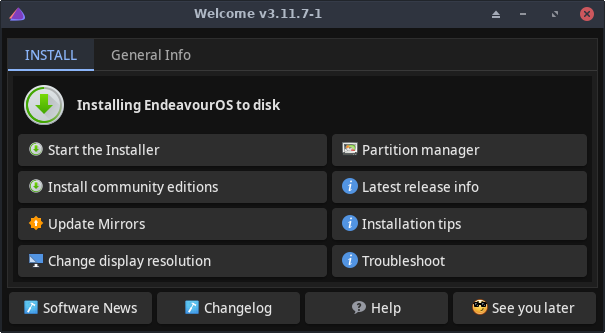 Welcome v3.11.7-1
INSTALL General Info
Installing EndeavourOS to disk
Start the Installer Partition manager
Install community editions Latest release info
Update Mirrors Installation tips
Change display resolution Troubleshoot
Software News Changelog Help See you later